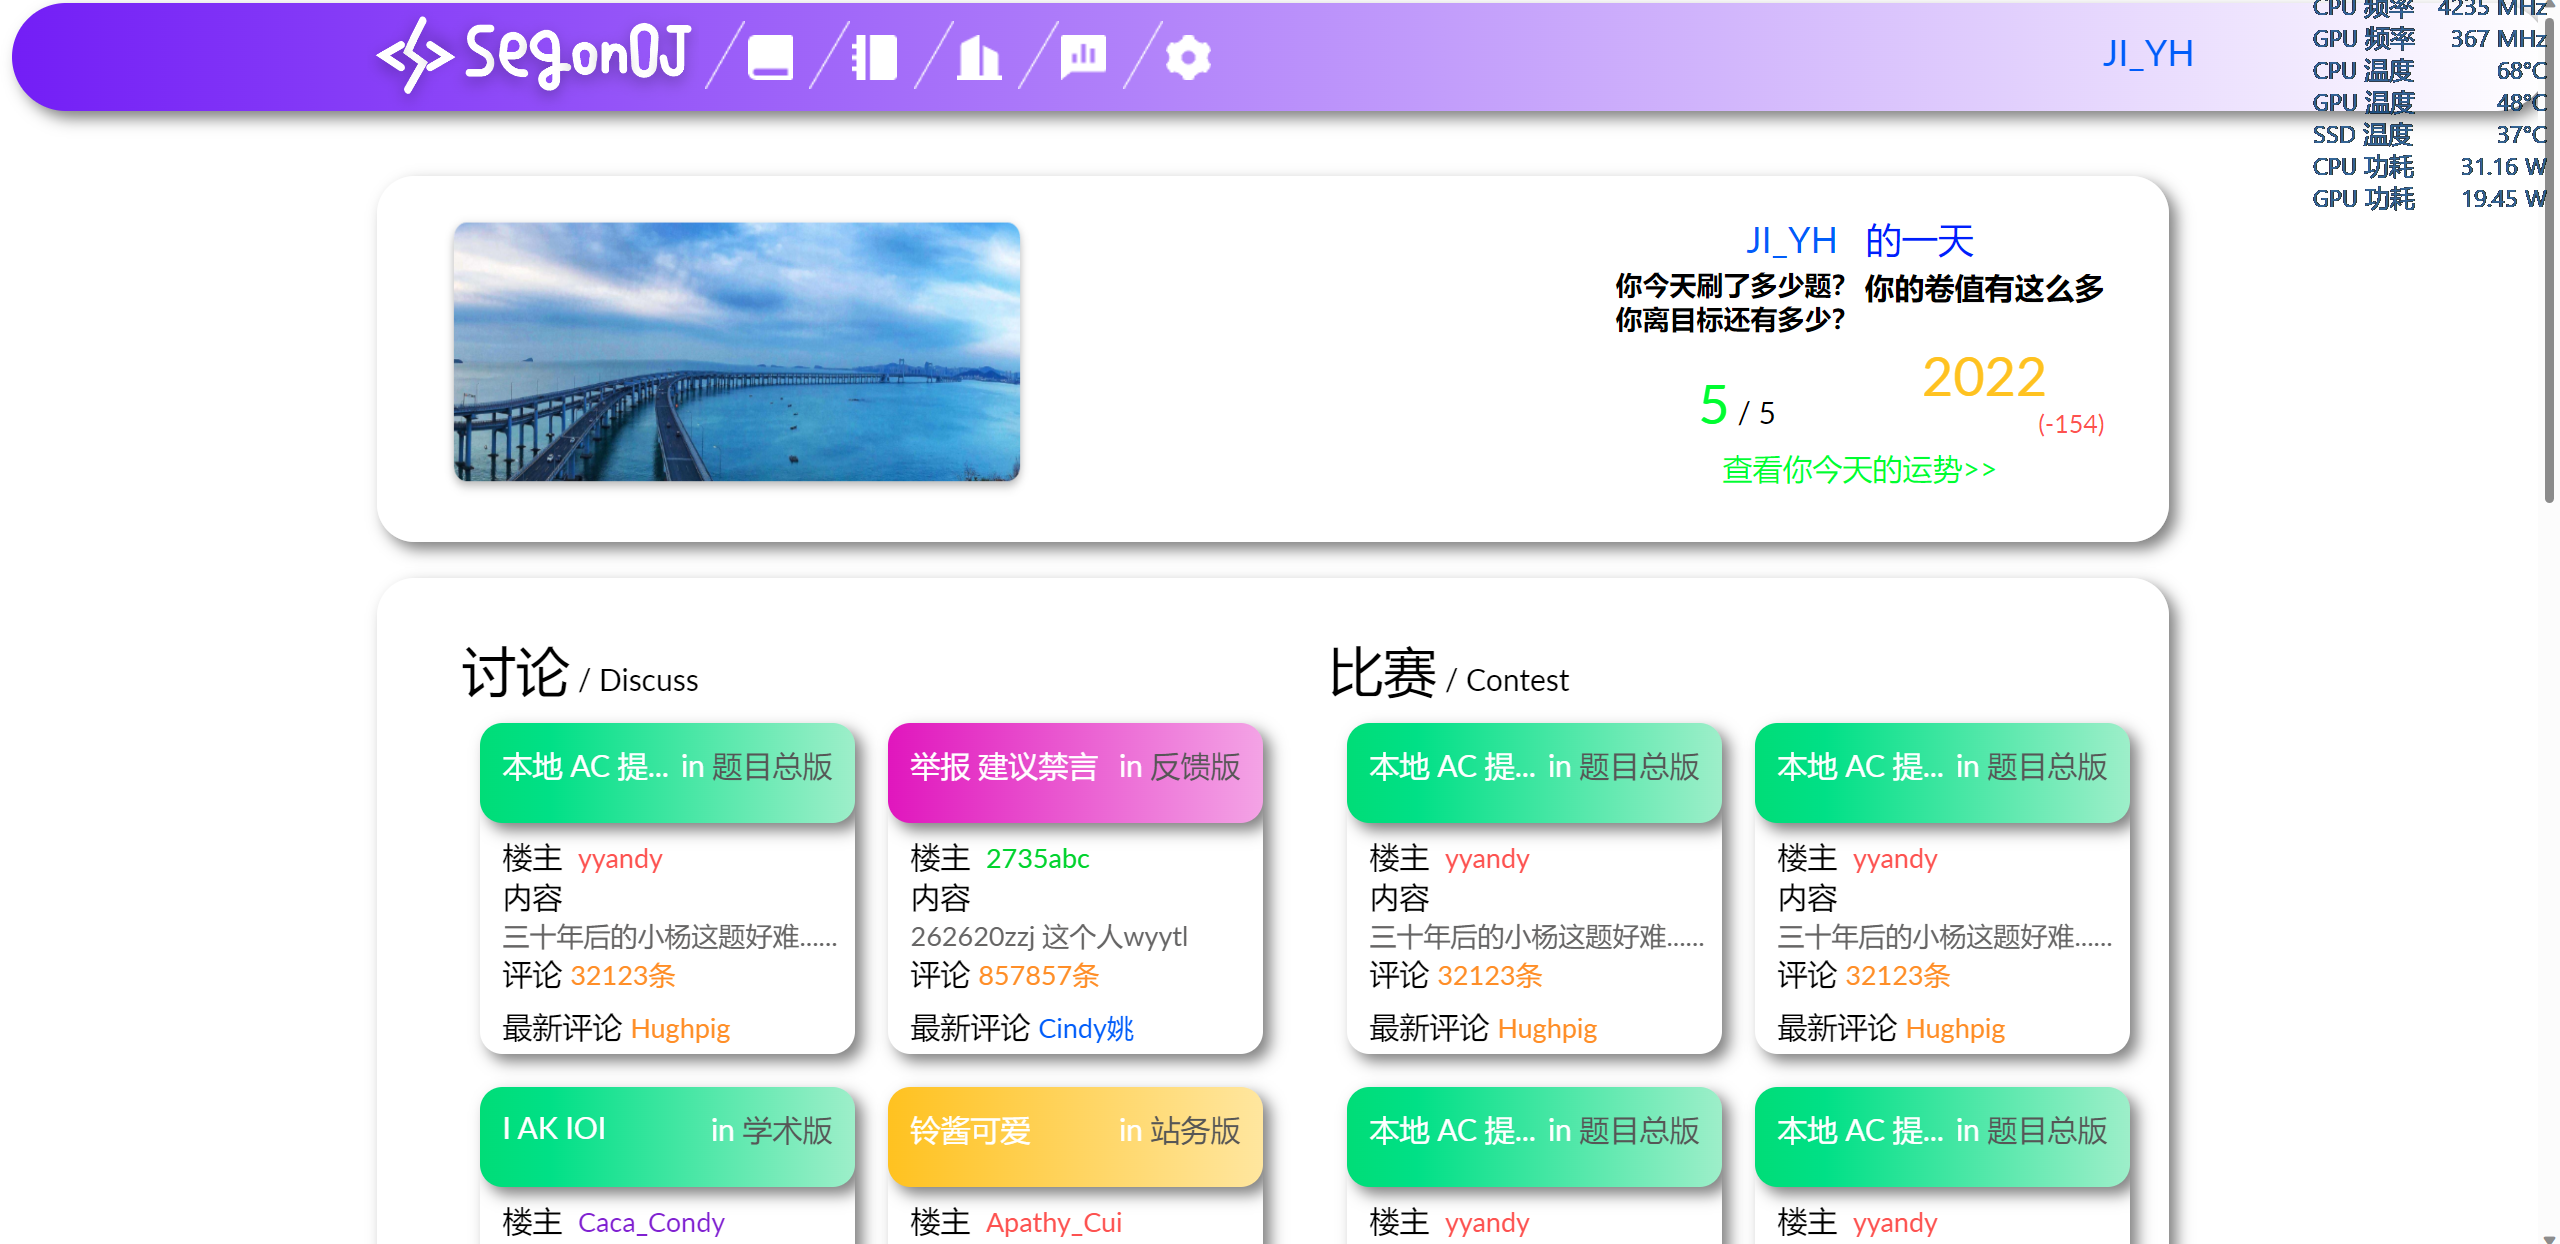 SegonOJ
JI_YH
CPU 频率 4235 MHz
GPU 频率 367 MHz
CPU 温度 68°C
GPU 温度 48°C
SSD 温度 37°C
CPU 功耗 31.16 W
GPU 功耗 19.45 W
JI_YH 的一天
你今天刷了多少题?
你离目标还有多少?
你的卷值有这么多
5 / 5
2022
(-154)
查看你今天的运势>>
讨论 / Discuss
本地 AC 提... in 题目总版
楼主 yyandy
内容
三十年后的小杨这题好难......
评论 32123条
最新评论 Hughpig
举报 建议禁言 in 反馈版
楼主 2735abc
内容
262620zzj 这个人wyytl
评论 857857条
最新评论 Cindy姚
I AK IOI in 学术版
楼主 Caca_Condy
铃酱可爱 in 站务版
楼主 Apathy_Cui
比赛 / Contest
本地 AC 提... in 题目总版
楼主 yyandy
内容
三十年后的小杨这题好难......
评论 32123条
最新评论 Hughpig
本地 AC 提... in 题目总版
楼主 yyandy
内容
三十年后的小杨这题好难......
评论 32123条
最新评论 Hughpig
本地 AC 提... in 题目总版
楼主 yyandy
本地 AC 提... in 题目总版
楼主 yyandy